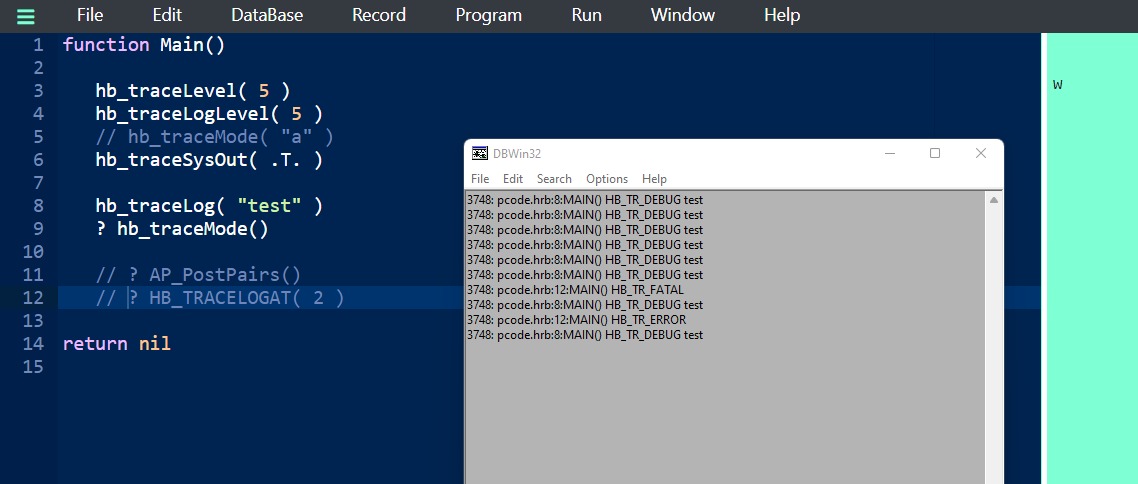 File Edit DataBase Record Program Run Window Help
1 function Main()
2
3 hb_traceLevel( 5 )
4 hb_traceLogLevel( 5 )
5 // hb_traceMode( "a" )
6 hb_traceSysOut( .T. )
7
8 hb_traceLog( "test" )
9 ? hb_traceMode()
10
11 // ? AP_PostPairs()
12 // ? HB_TRACELOGAT( 2 )
13
14 return nil
15
w
DBWin32
File Edit Search Options Help
3748: pcode.hrb:8:MAIN() HB_TR_DEBUG test
3748: pcode.hrb:8:MAIN() HB_TR_DEBUG test
3748: pcode.hrb:8:MAIN() HB_TR_DEBUG test
3748: pcode.hrb:8:MAIN() HB_TR_DEBUG test
3748: pcode.hrb:8:MAIN() HB_TR_DEBUG test
3748: pcode.hrb:8:MAIN() HB_TR_DEBUG test
3748: pcode.hrb:12:MAIN() HB_TR_FATAL
3748: pcode.hrb:8:MAIN() HB_TR_DEBUG test
3748: pcode.hrb:12:MAIN() HB_TR_ERROR
3748: pcode.hrb:8:MAIN() HB_TR_DEBUG test